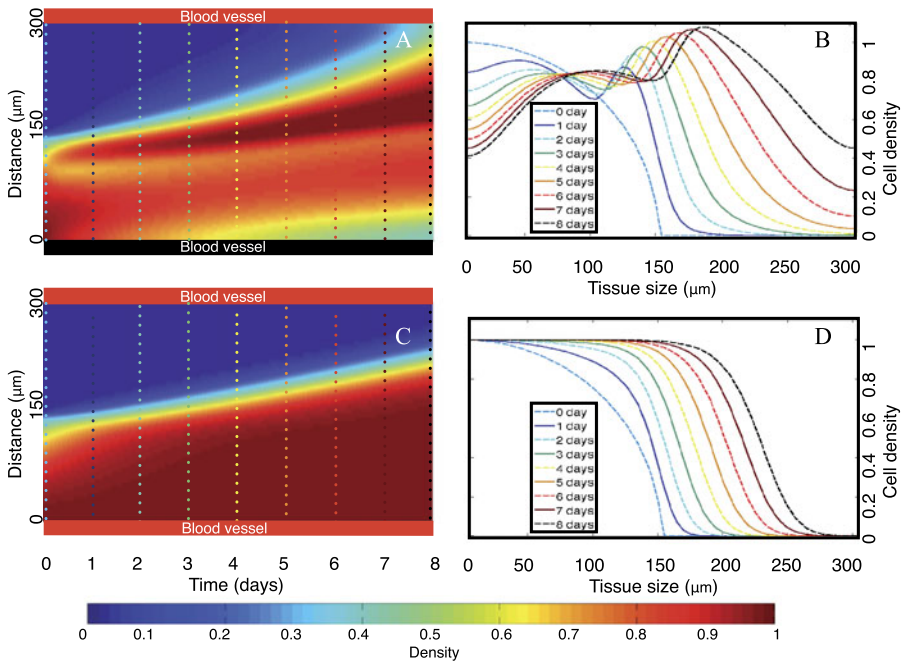 Blood vessel
300
150
0
Distance (µm)
A
Blood vessel
B
0 day
1 day
2 days
3 days
4 days
5 days
6 days
7 days
8 days
0
0.2
0.4
0.6
0.8
1
Cell density
0 50 100 150 200 250 300
Tissue size (µm)
Blood vessel
300
150
0
Distance (µm)
C
Blood vessel
0 1 2 3 4 5 6 7 8
Time (days)
D
0 day
1 day
2 days
3 days
4 days
5 days
6 days
7 days
8 days
0
0.2
0.4
0.6
0.8
1
Cell density
0 50 100 150 200 250 300
Tissue size (µm)
0 0.1 0.2 0.3 0.4 0.5 0.6 0.7 0.8 0.9 1
Density